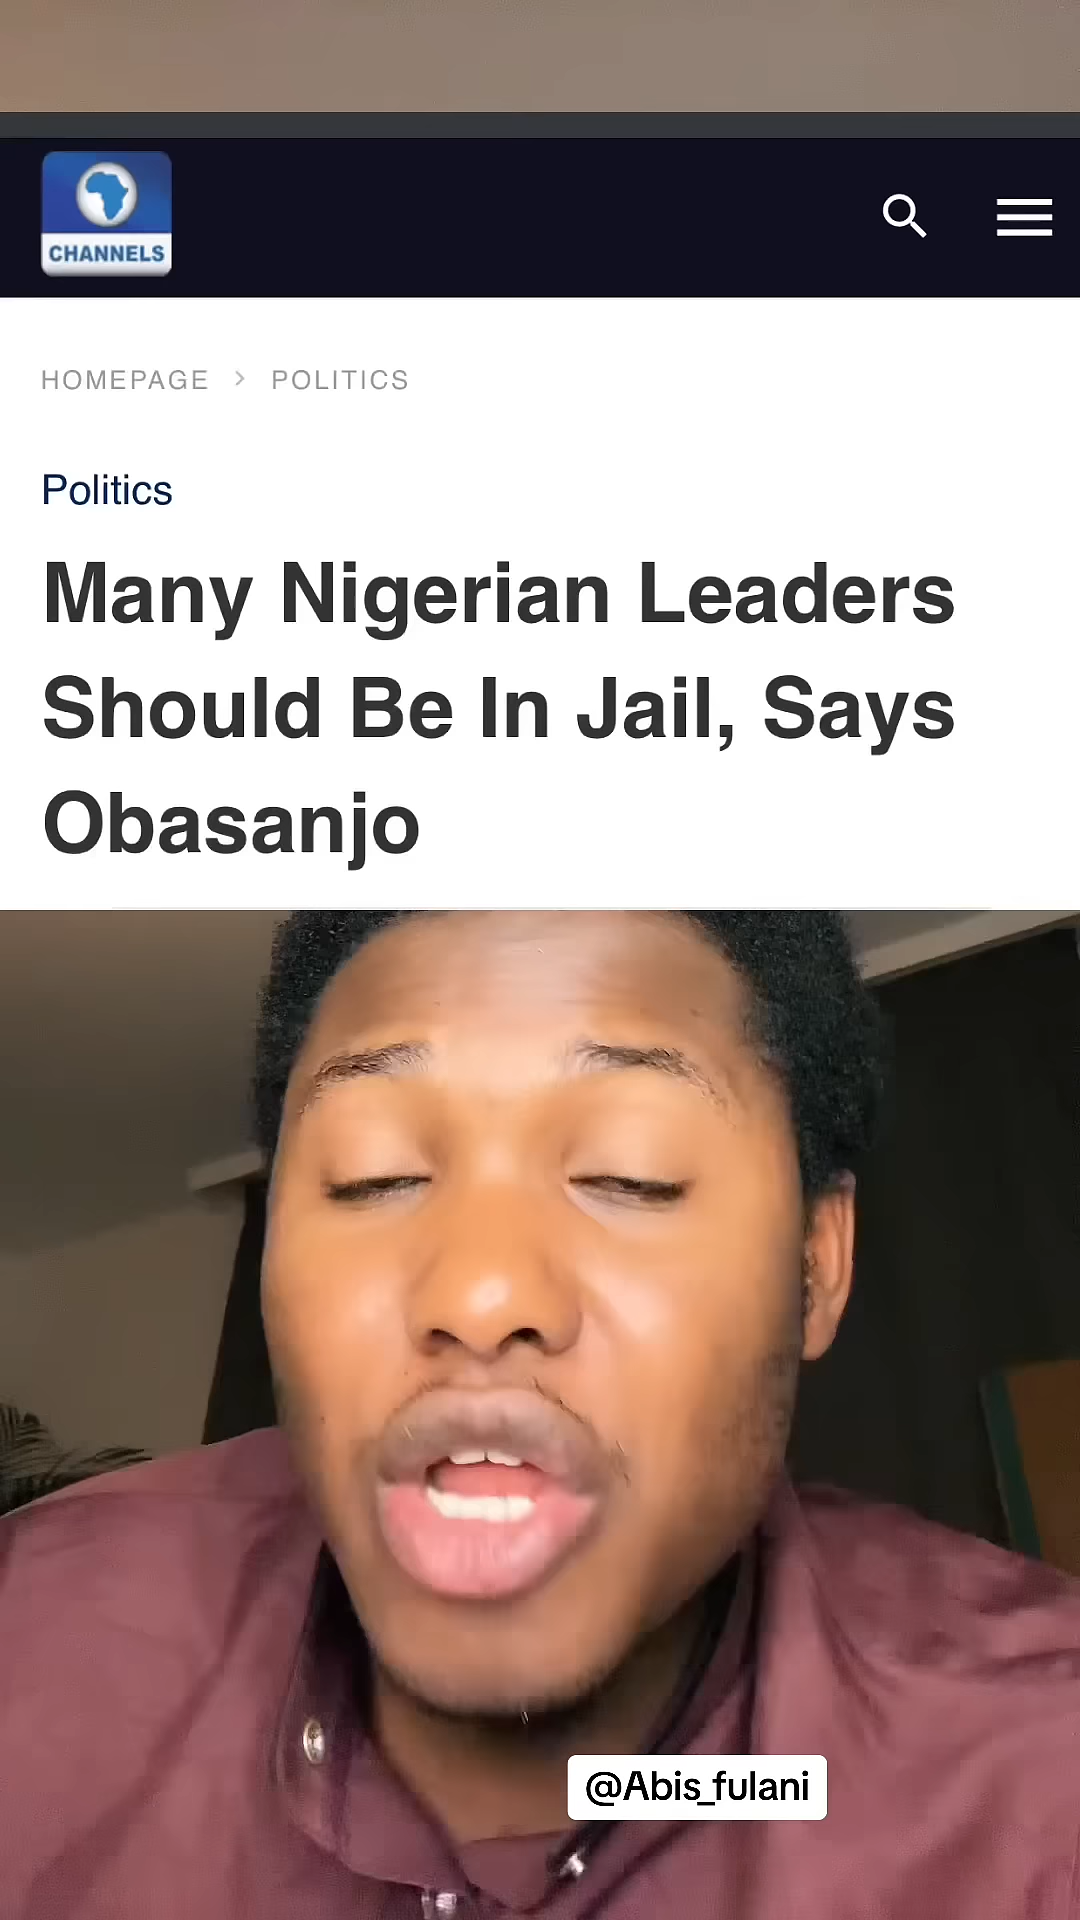 CHANNELS
HOMEPAGE > POLITICS
Politics
Many Nigerian Leaders
Should Be In Jail, Says
Obasanjo
@Abis_fulani